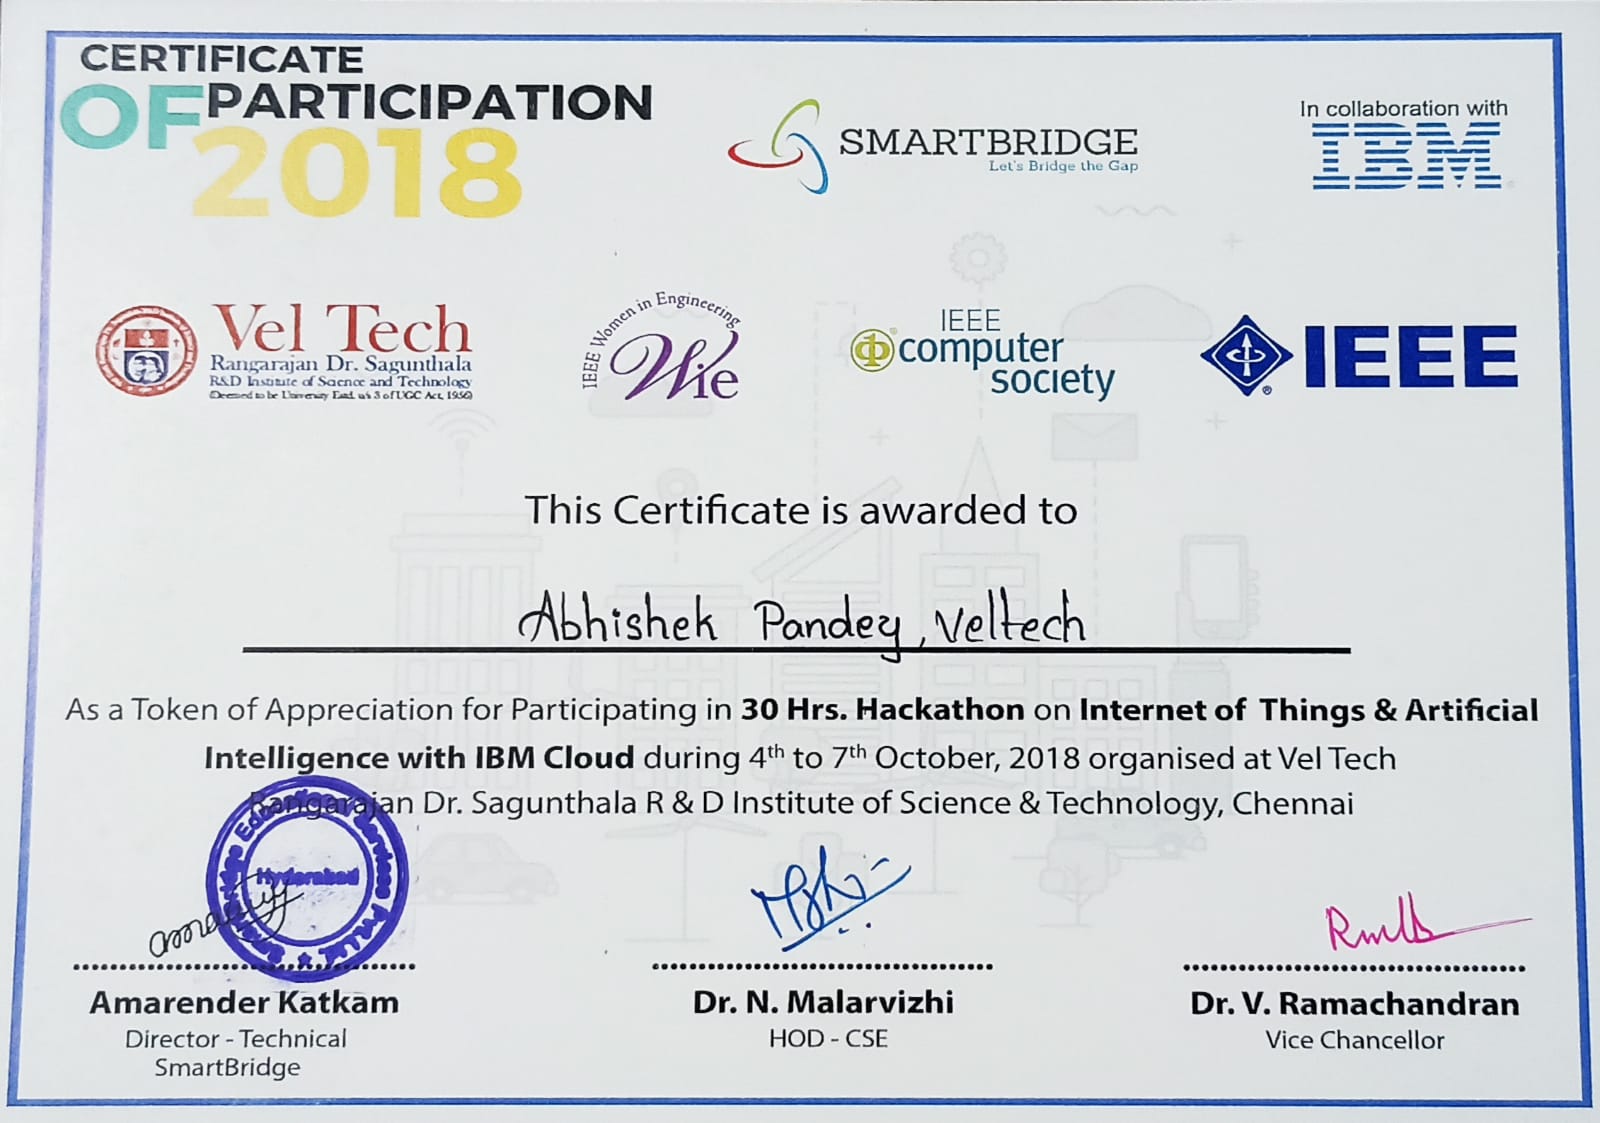 CERTIFICATE
OF PARTICIPATION
2018
SMARTBRIDGE
Let's Bridge the Gap
In collaboration with
IBM
Vel Tech
Rangarajan Dr. Sagunthala
R&D Institute of Science and Technology
(Deemed to be University Estd. u/s 3 of UGC Act, 1956)
IEEE Women in Engineering
Wie
IEEE
computer
society
IEEE
This Certificate is awarded to
Abhishek Pandey, Veltech
As a Token of Appreciation for Participating in 30 Hrs. Hackathon on Internet of Things & Artificial
Intelligence with IBM Cloud during 4th to 7th October, 2018 organised at Vel Tech
Rangarajan Dr. Sagunthala R & D Institute of Science & Technology, Chennai
Smartbridge Educational Services Pvt. Ltd.
Hyderabad
Amarender Katkam
Director - Technical
SmartBridge
Dr. N. Malarvizhi
HOD - CSE
Dr. V. Ramachandran
Vice Chancellor